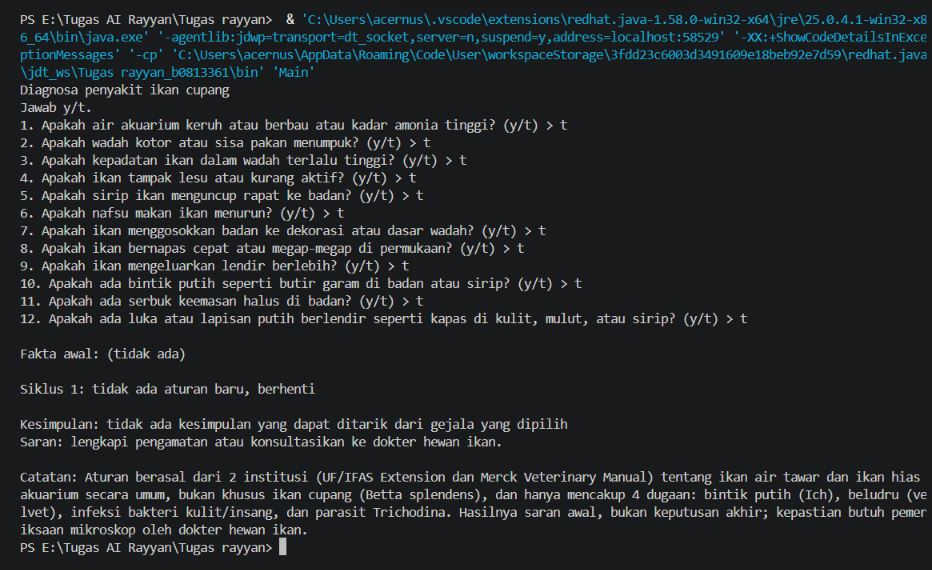 PS E:\Tugas AI Rayyan\Tugas rayyan>  & 'C:\Users\acernus\.vscode\extensions\redhat.java-1.58.0-win32-x64\jre\25.0.4.1-win32-x8
6_64\bin\java.exe' '-agentlib:jdwp=transport=dt_socket,server=n,suspend=y,address=localhost:58529' '-XX:+ShowCodeDetailsInExce
ptionMessages' '-cp' 'C:\Users\acernus\AppData\Roaming\Code\User\workspaceStorage\3fdd23c6003d3491609e18beb92e7d59\redhat.java
\jdt_ws\Tugas rayyan_b0813361\bin' 'Main'
Diagnosa penyakit ikan cupang
Jawab y/t.
1. Apakah air akuarium keruh atau berbau atau kadar amonia tinggi? (y/t) > t
2. Apakah wadah kotor atau sisa pakan menumpuk? (y/t) > t
3. Apakah kepadatan ikan dalam wadah terlalu tinggi? (y/t) > t
4. Apakah ikan tampak lesu atau kurang aktif? (y/t) > t
5. Apakah sirip ikan menguncup rapat ke badan? (y/t) > t
6. Apakah nafsu makan ikan menurun? (y/t) > t
7. Apakah ikan menggosokkan badan ke dekorasi atau dasar wadah? (y/t) > t
8. Apakah ikan bernapas cepat atau megap-megap di permukaan? (y/t) > t
9. Apakah ikan mengeluarkan lendir berlebih? (y/t) > t
10. Apakah ada bintik putih seperti butir garam di badan atau sirip? (y/t) > t
11. Apakah ada serbuk keemasan halus di badan? (y/t) > t
12. Apakah ada luka atau lapisan putih berlendir seperti kapas di kulit, mulut, atau sirip? (y/t) > t
Fakta awal: (tidak ada)
Siklus 1: tidak ada aturan baru, berhenti
Kesimpulan: tidak ada kesimpulan yang dapat ditarik dari gejala yang dipilih
Saran: lengkapi pengamatan atau konsultasikan ke dokter hewan ikan.
Catatan: Aturan berasal dari 2 institusi (UF/IFAS Extension dan Merck Veterinary Manual) tentang ikan air tawar dan ikan hias
akuarium secara umum, bukan khusus ikan cupang (Betta splendens), dan hanya mencakup 4 dugaan: bintik putih (Ich), beludru (ve
lvet), infeksi bakteri kulit/insang, dan parasit Trichodina. Hasilnya saran awal, bukan keputusan akhir; kepastian butuh pemer
iksaan mikroskop oleh dokter hewan ikan.
PS E:\Tugas AI Rayyan\Tugas rayyan>